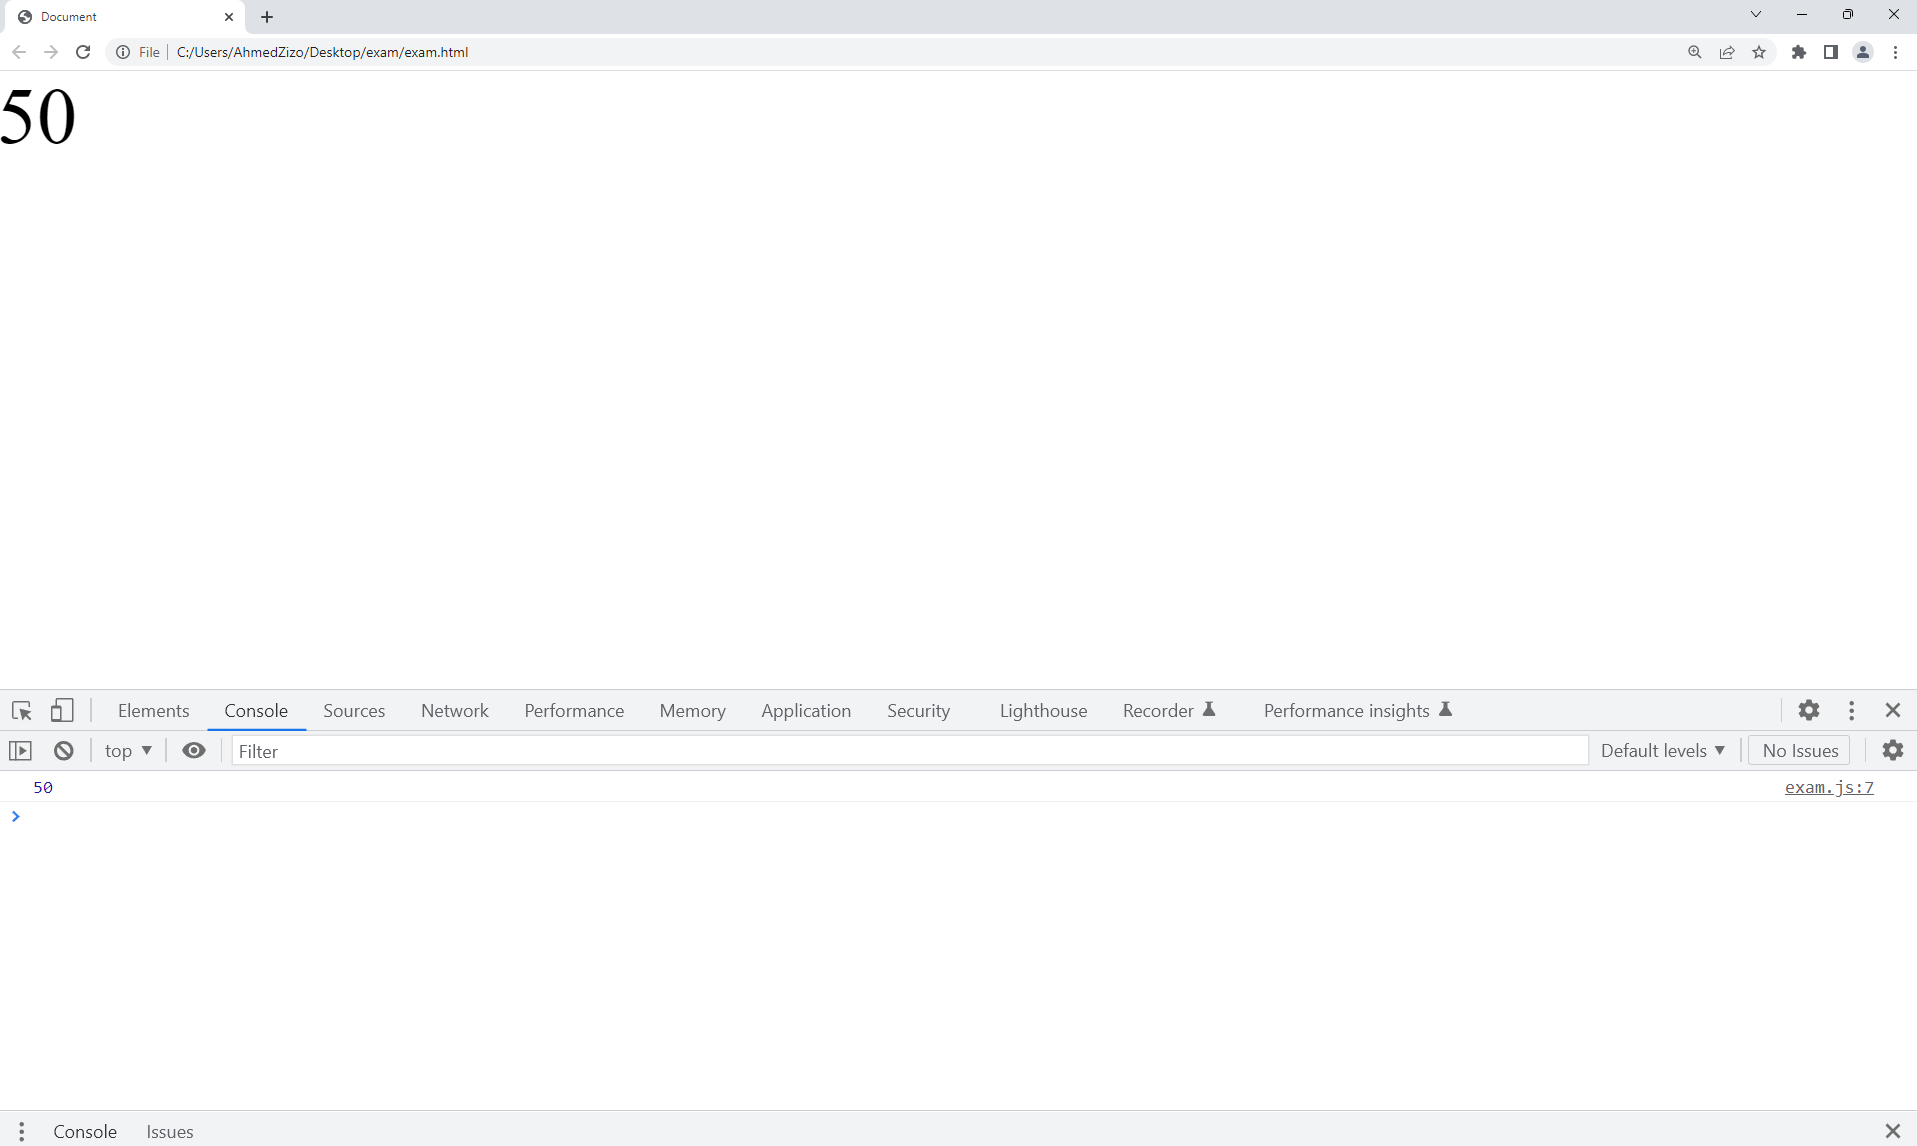 Document
File C:/Users/AhmedZizo/Desktop/exam/exam.html
50
Elements Console Sources Network Performance Memory Application Security Lighthouse Recorder Performance insights
top Filter Default levels No Issues
50 exam.js:7
Console Issues